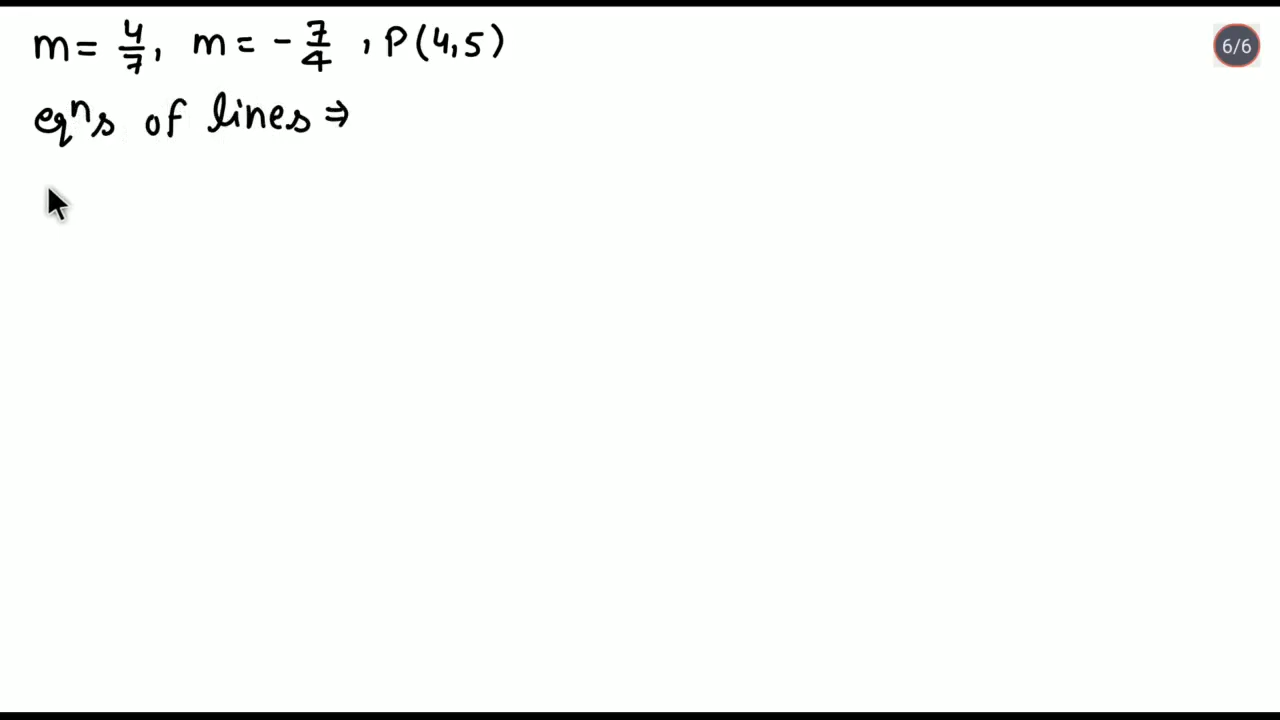 m = 4/7, m = - 7/4, P(4,5)
6/6
eqⁿs of lines ⇒